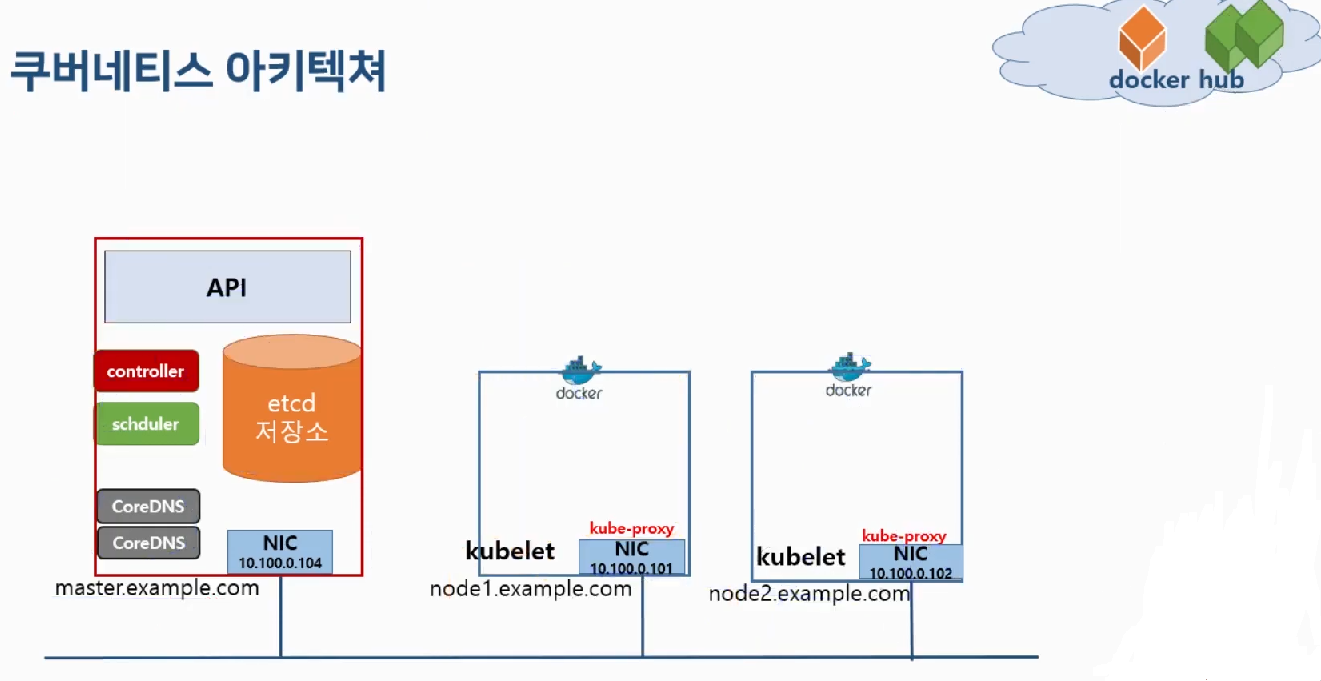 쿠버네티스 아키텍쳐
docker hub
API
controller
schduler
etcd
저장소
CoreDNS
CoreDNS
NIC
10.100.0.104
master.example.com
docker
kubelet
kube-proxy
NIC
10.100.0.101
node1.example.com
docker
kubelet
kube-proxy
NIC
10.100.0.102
node2.example.com